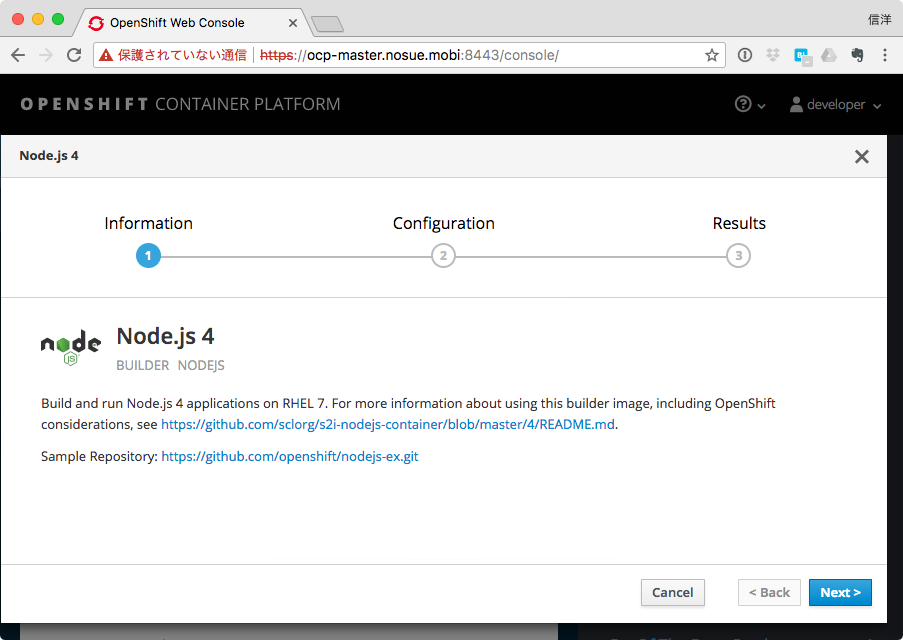 OpenShift Web Console
信洋
保護されていない通信 https://ocp-master.nosue.mobi:8443/console/
OPENSHIFT CONTAINER PLATFORM
developer
Node.js 4
Information Configuration Results
1 2 3
node
JS
Node.js 4
BUILDER NODEJS
Build and run Node.js 4 applications on RHEL 7. For more information about using this builder image, including OpenShift
considerations, see https://github.com/sclorg/s2i-nodejs-container/blob/master/4/README.md.
Sample Repository: https://github.com/openshift/nodejs-ex.git
Cancel < Back Next >